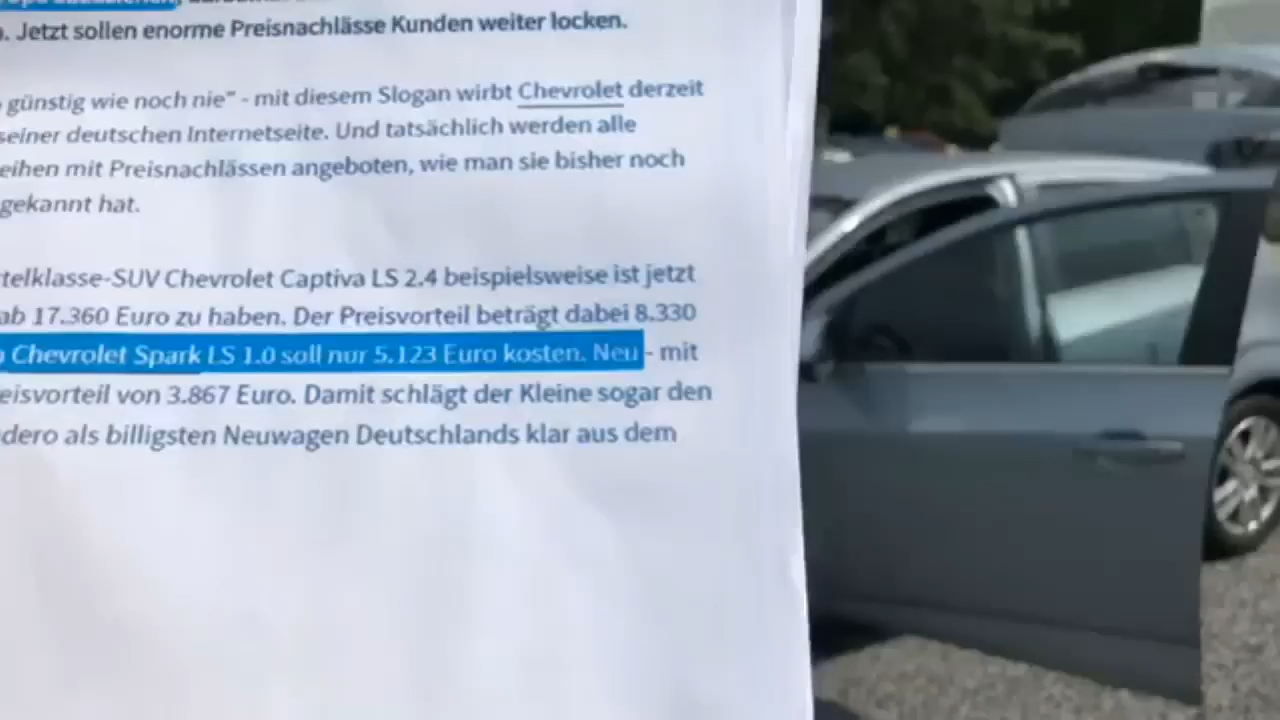 . Jetzt sollen enorme Preisnachlässe Kunden weiter locken.
günstig wie noch nie" - mit diesem Slogan wirbt Chevrolet derzeit
seiner deutschen Internetseite. Und tatsächlich werden alle
eihen mit Preisnachlässen angeboten, wie man sie bisher noch
gekannt hat.
telklasse-SUV Chevrolet Captiva LS 2.4 beispielsweise ist jetzt
ab 17.360 Euro zu haben. Der Preisvorteil beträgt dabei 8.330
Chevrolet Spark LS 1.0 soll nur 5.123 Euro kosten. Neu - mit
eisvorteil von 3.867 Euro. Damit schlägt der Kleine sogar den
dero als billigsten Neuwagen Deutschlands klar aus dem